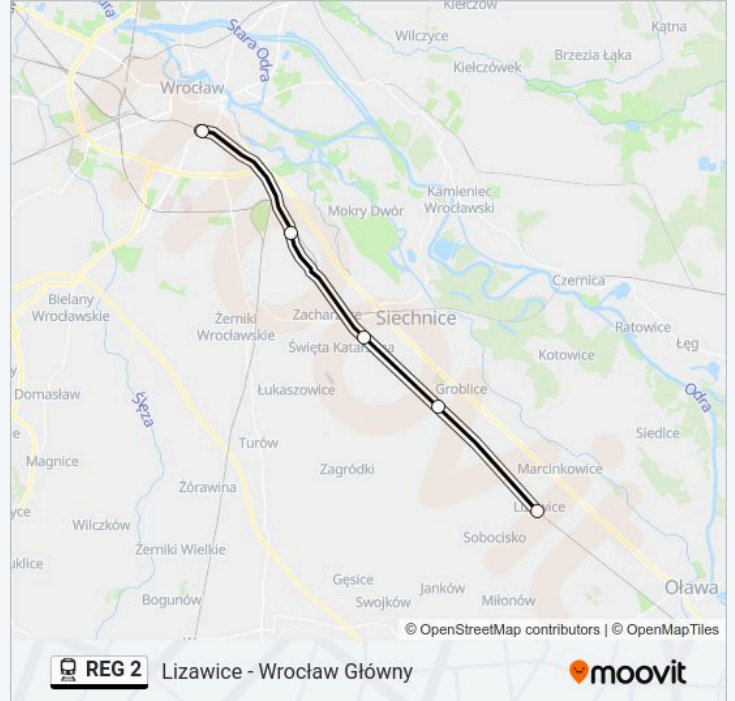 Kiełczów
Kątna
Stara Odra
Wilczyce
Brzezia Łąka
Kiełczówek
Wrocław
Kamieniec
Wrocławski
Mokry Dwór
Czernica
Bielany
Wrocławskie
Żerniki
Wrocławskie
Siechnice
Ratowice
Łęg
Święta Katarzyna
Kotowice
Domasław
Ślęza
Łukaszowice
Groblice
Odra
Turów
Siedlce
Magnice
Zagródki
Marcinkowice
Żórawina
Lizawice
Wilczków
Sobocisko
Żerniki Wielkie
Gęsice
Janków
Oława
Bogunów
Swojków
Miłonów
© OpenStreetMap contributors | © OpenMapTiles
REG 2
Lizawice - Wrocław Główny
moovit